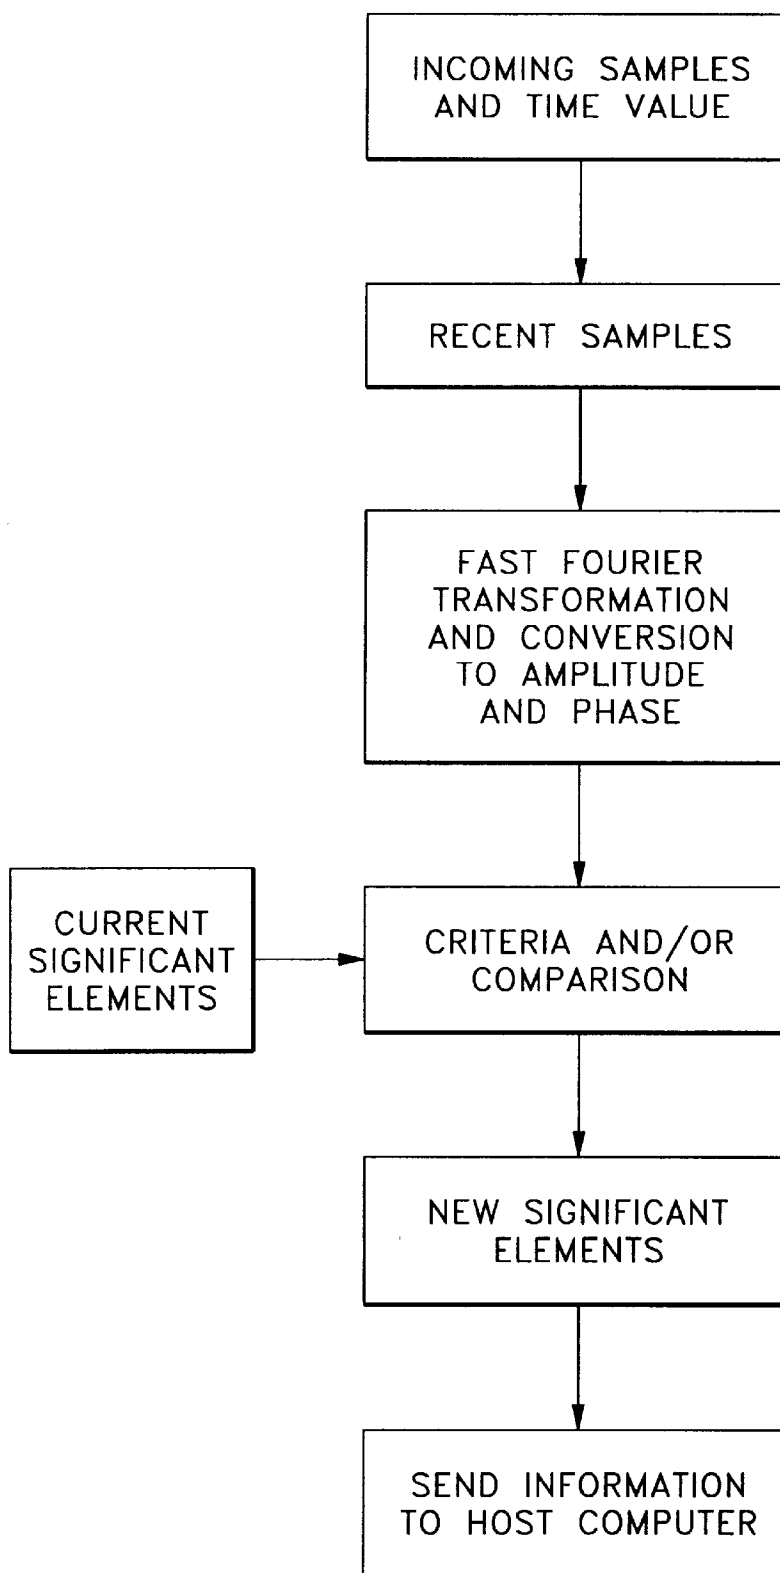 INCOMING SAMPLES
AND TIME VALUE
RECENT SAMPLES
FAST FOURIER
TRANSFORMATION
AND CONVERSION
TO AMPLITUDE
AND PHASE
CURRENT
SIGNIFICANT
ELEMENTS
CRITERIA AND/OR
COMPARISON
NEW SIGNIFICANT
ELEMENTS
SEND INFORMATION
TO HOST COMPUTER